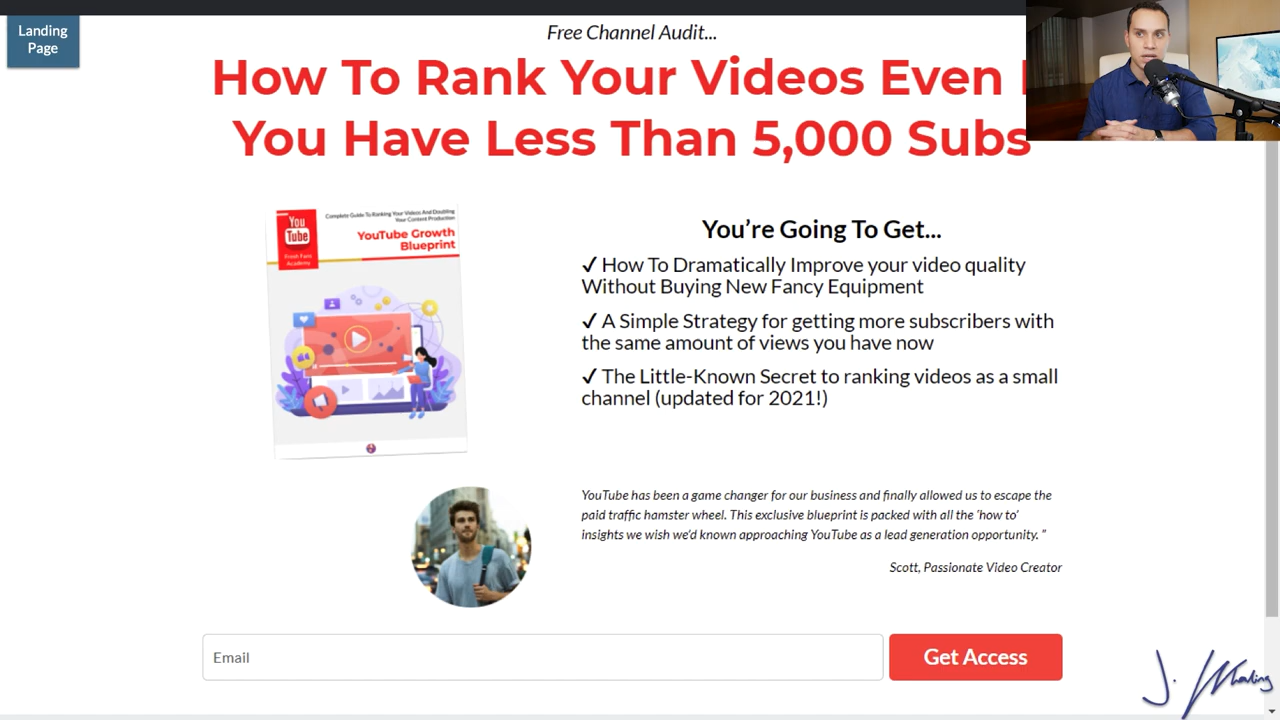 Landing
Page
Free Channel Audit...
How To Rank Your Videos Even
You Have Less Than 5,000 Subs
You
Tube
Complete Guide To Ranking Your Videos And Doubling
Your Content Production
YouTube Growth
Blueprint
You're Going To Get...
✓ How To Dramatically Improve your video quality
Without Buying New Fancy Equipment
✓ A Simple Strategy for getting more subscribers with
the same amount of views you have now
✓ The Little-Known Secret to ranking videos as a small
channel (updated for 2021!)
YouTube has been a game changer for our business and finally allowed us to escape the
paid traffic hamster wheel. This exclusive blueprint is packed with all the 'how to'
insights we wish we'd known approaching YouTube as a lead generation opportunity. "
Scott, Passionate Video Creator
Email
Get Access